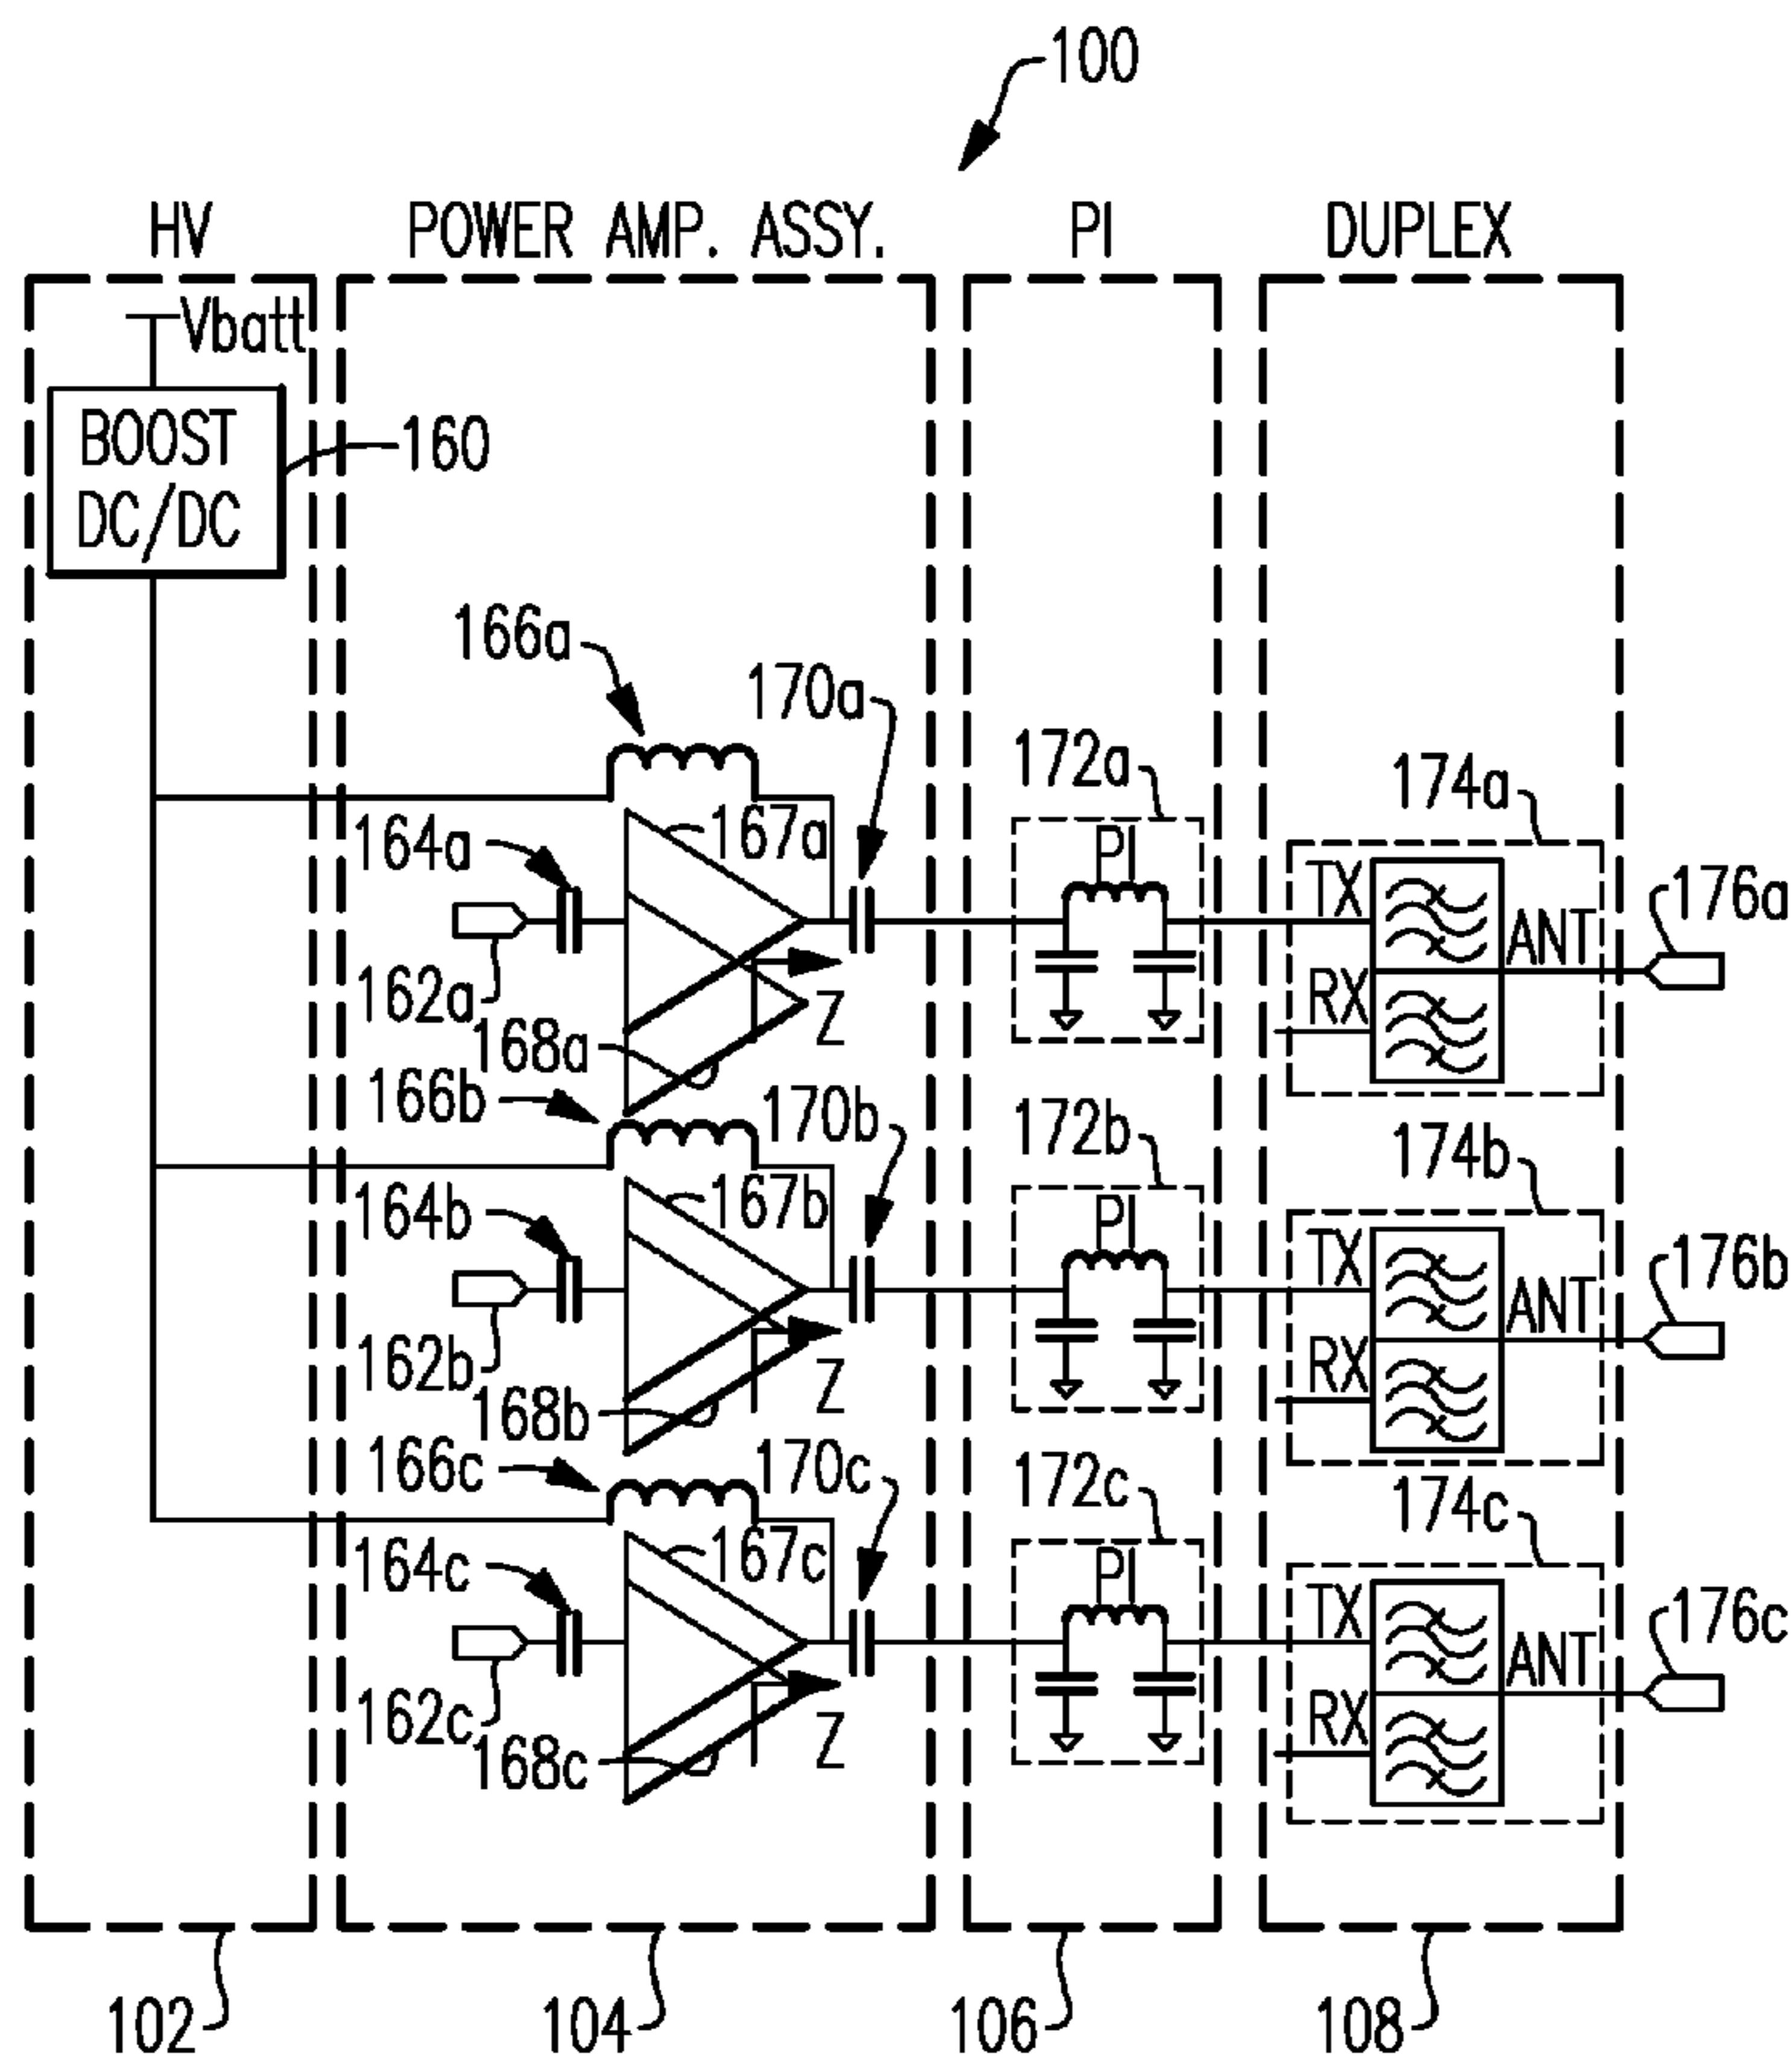 100
HV
POWER AMP. ASSY.
PI
DUPLEX
Vbatt
BOOST
DC/DC
160
166a
170a
172a
174a
164a
167a
PI
TX
ANT
176a
162a
RX
168a
Z
166b
170b
172b
174b
164b
167b
PI
TX
ANT
176b
162b
RX
168b
Z
166c
170c
172c
174c
164c
167c
PI
TX
ANT
176c
162c
RX
168c
Z
102
104
106
108